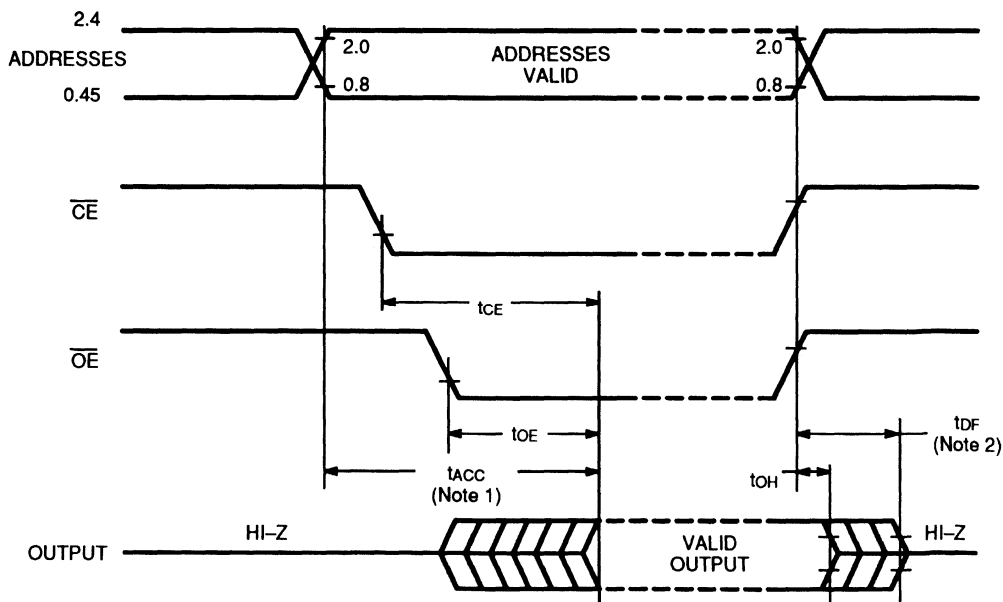 2.4
ADDRESSES
0.45
2.0
0.8
ADDRESSES
VALID
2.0
0.8
CE
tCE
OE
tOE
tACC
(Note 1)
tDF
(Note 2)
tOH
OUTPUT
HI–Z
VALID
OUTPUT
HI–Z